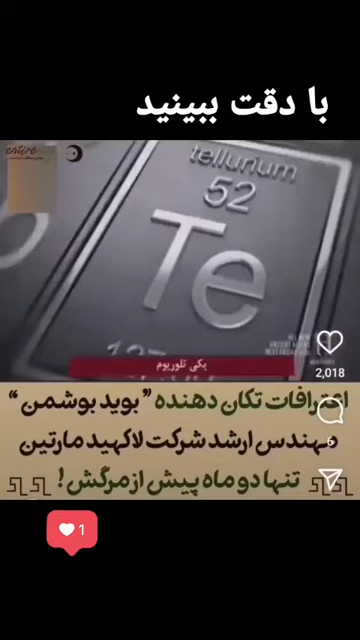 با دقت ببینید
tellurium
52
Te
یکی تلوریوم
2,018
اعترافات تکان دهنده ”بوید بوشمن“
مهندس ارشد شرکت لاکهید مارتین
6
تنها دو ماه پیش از مرگش!
1